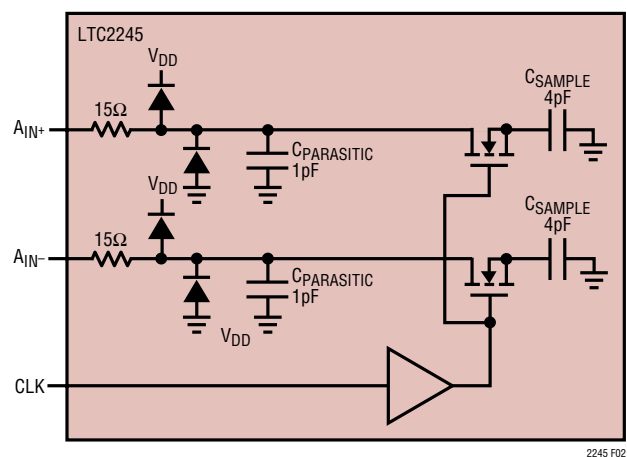 LTC2245
VDD
CSAMPLE
4pF
15Ω
AIN+
CPARASITIC
1pF
VDD
CSAMPLE
4pF
15Ω
AIN–
CPARASITIC
1pF
VDD
CLK
2245 F02